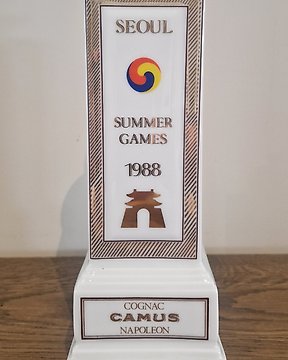 SEOUL
SUMMER
GAMES
1988
COGNAC
CAMUS
NAPOLEON